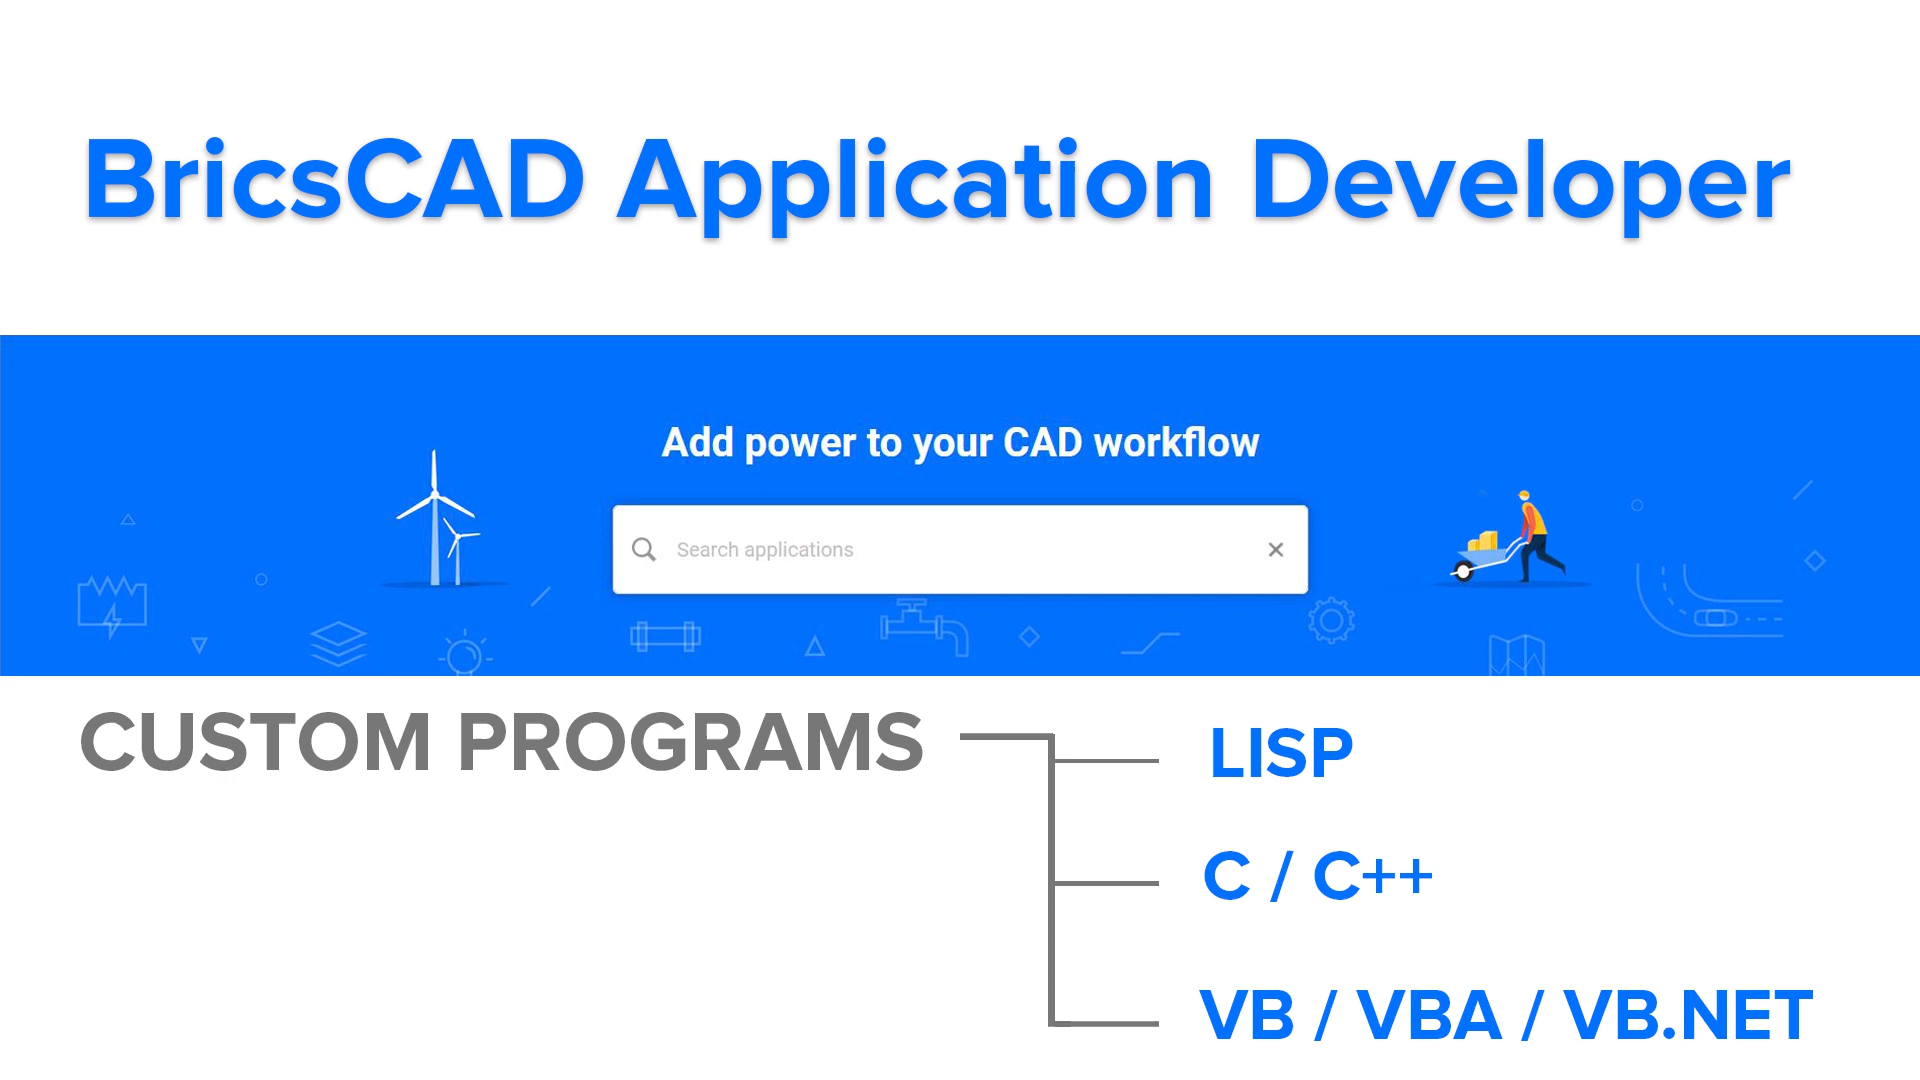 BricsCAD Application Developer
Add power to your CAD workflow
Search applications
CUSTOM PROGRAMS
LISP
C / C++
VB / VBA / VB.NET